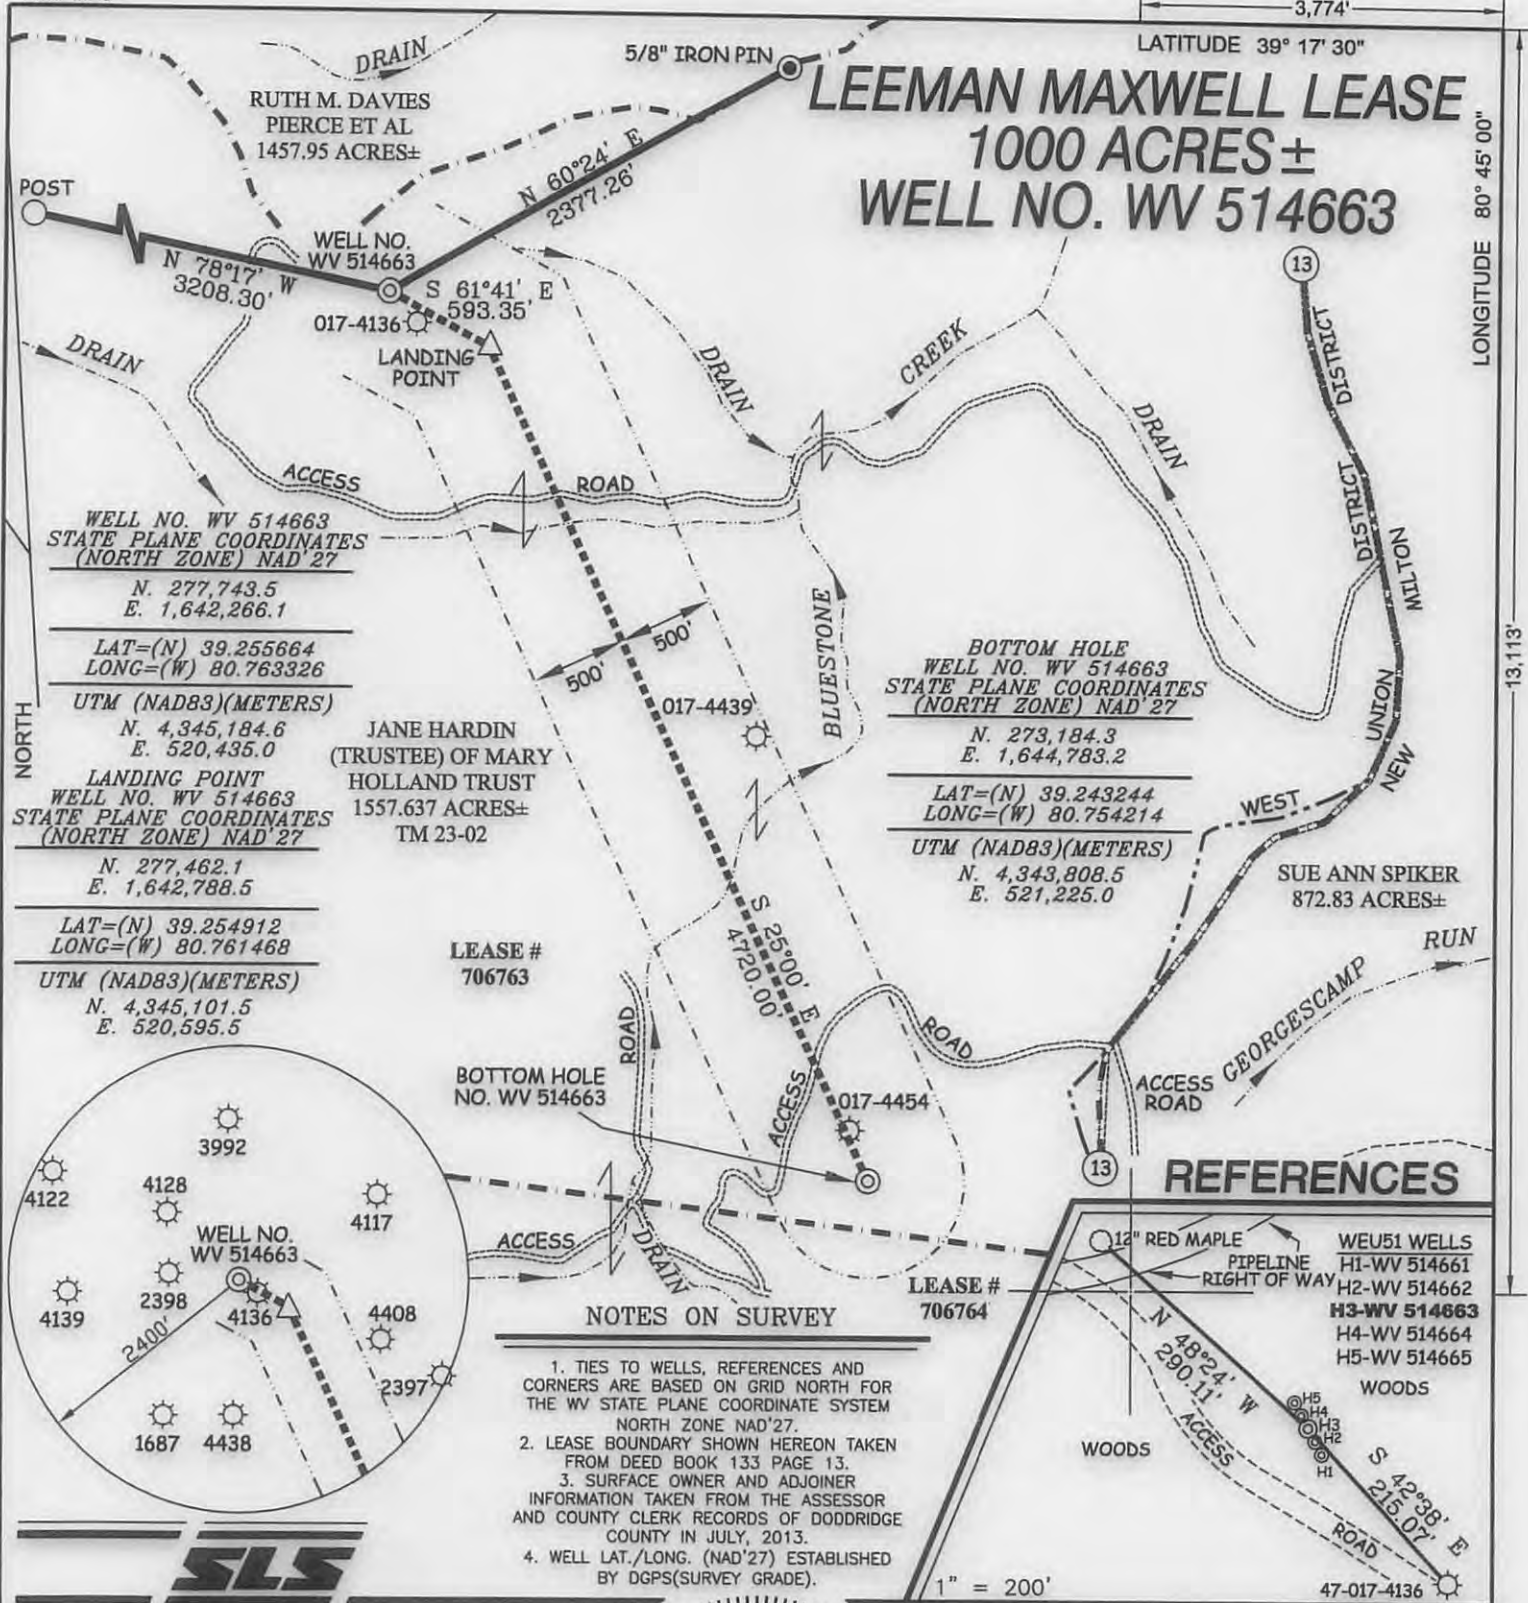 3,774'
LATITUDE 39° 17' 30"
LEEMAN MAXWELL LEASE
1000 ACRES±
WELL NO. WV 514663
LONGITUDE 80° 45' 00"
13,113'
DRAIN
5/8" IRON PIN
RUTH M. DAVIES
PIERCE ET AL
1457.95 ACRES±
POST
N 60°24' E
2377.26'
WELL NO.
WV 514663
N 78°17' W
3208.30'
S 61°41' E
593.35'
017-4136
LANDING
POINT
DRAIN
DRAIN
CREEK
DRAIN
13
DISTRICT
DISTRICT
MILTON
UNION
NEW
WEST
ACCESS
ROAD
WELL NO. WV 514663
STATE PLANE COORDINATES
(NORTH ZONE) NAD'27
N. 277,743.5
E. 1,642,266.1
LAT=(N) 39.255664
LONG=(W) 80.763326
UTM (NAD83)(METERS)
N. 4,345,184.6
E. 520,435.0
NORTH
LANDING POINT
WELL NO. WV 514663
STATE PLANE COORDINATES
(NORTH ZONE) NAD'27
N. 277,462.1
E. 1,642,788.5
LAT=(N) 39.254912
LONG=(W) 80.761468
UTM (NAD83)(METERS)
N. 4,345,101.5
E. 520,595.5
500'
500'
017-4439
BLUESTONE
JANE HARDIN
(TRUSTEE) OF MARY
HOLLAND TRUST
1557.637 ACRES±
TM 23-02
BOTTOM HOLE
WELL NO. WV 514663
STATE PLANE COORDINATES
(NORTH ZONE) NAD'27
N. 273,184.3
E. 1,644,783.2
LAT=(N) 39.243244
LONG=(W) 80.754214
UTM (NAD83)(METERS)
N. 4,343,808.5
E. 521,225.0
SUE ANN SPIKER
872.83 ACRES±
LEASE #
706763
S 25°00' E
4720.00'
GEORGESCAMP
RUN
ROAD
ROAD
ACCESS
ACCESS
ROAD
BOTTOM HOLE
NO. WV 514663
017-4454
13
ACCESS
DRAIN
LEASE #
706764
3992
4122
4128
4117
WELL NO.
WV 514663
4139
2398
4136
4408
2400'
2397
1687
4438
NOTES ON SURVEY
1. TIES TO WELLS, REFERENCES AND
CORNERS ARE BASED ON GRID NORTH FOR
THE WV STATE PLANE COORDINATE SYSTEM
NORTH ZONE NAD'27.
2. LEASE BOUNDARY SHOWN HEREON TAKEN
FROM DEED BOOK 133 PAGE 13.
3. SURFACE OWNER AND ADJOINER
INFORMATION TAKEN FROM THE ASSESSOR
AND COUNTY CLERK RECORDS OF DODDRIDGE
COUNTY IN JULY, 2013.
4. WELL LAT./LONG. (NAD'27) ESTABLISHED
BY DGPS(SURVEY GRADE).
SLS
REFERENCES
12" RED MAPLE
PIPELINE
RIGHT OF WAY
WEU51 WELLS
H1-WV 514661
H2-WV 514662
H3-WV 514663
H4-WV 514664
H5-WV 514665
WOODS
N 48°24' W
290.11'
H5
H4
H3
H2
H1
WOODS
ACCESS
ROAD
S 42°38' E
215.07'
1" = 200'
47-017-4136